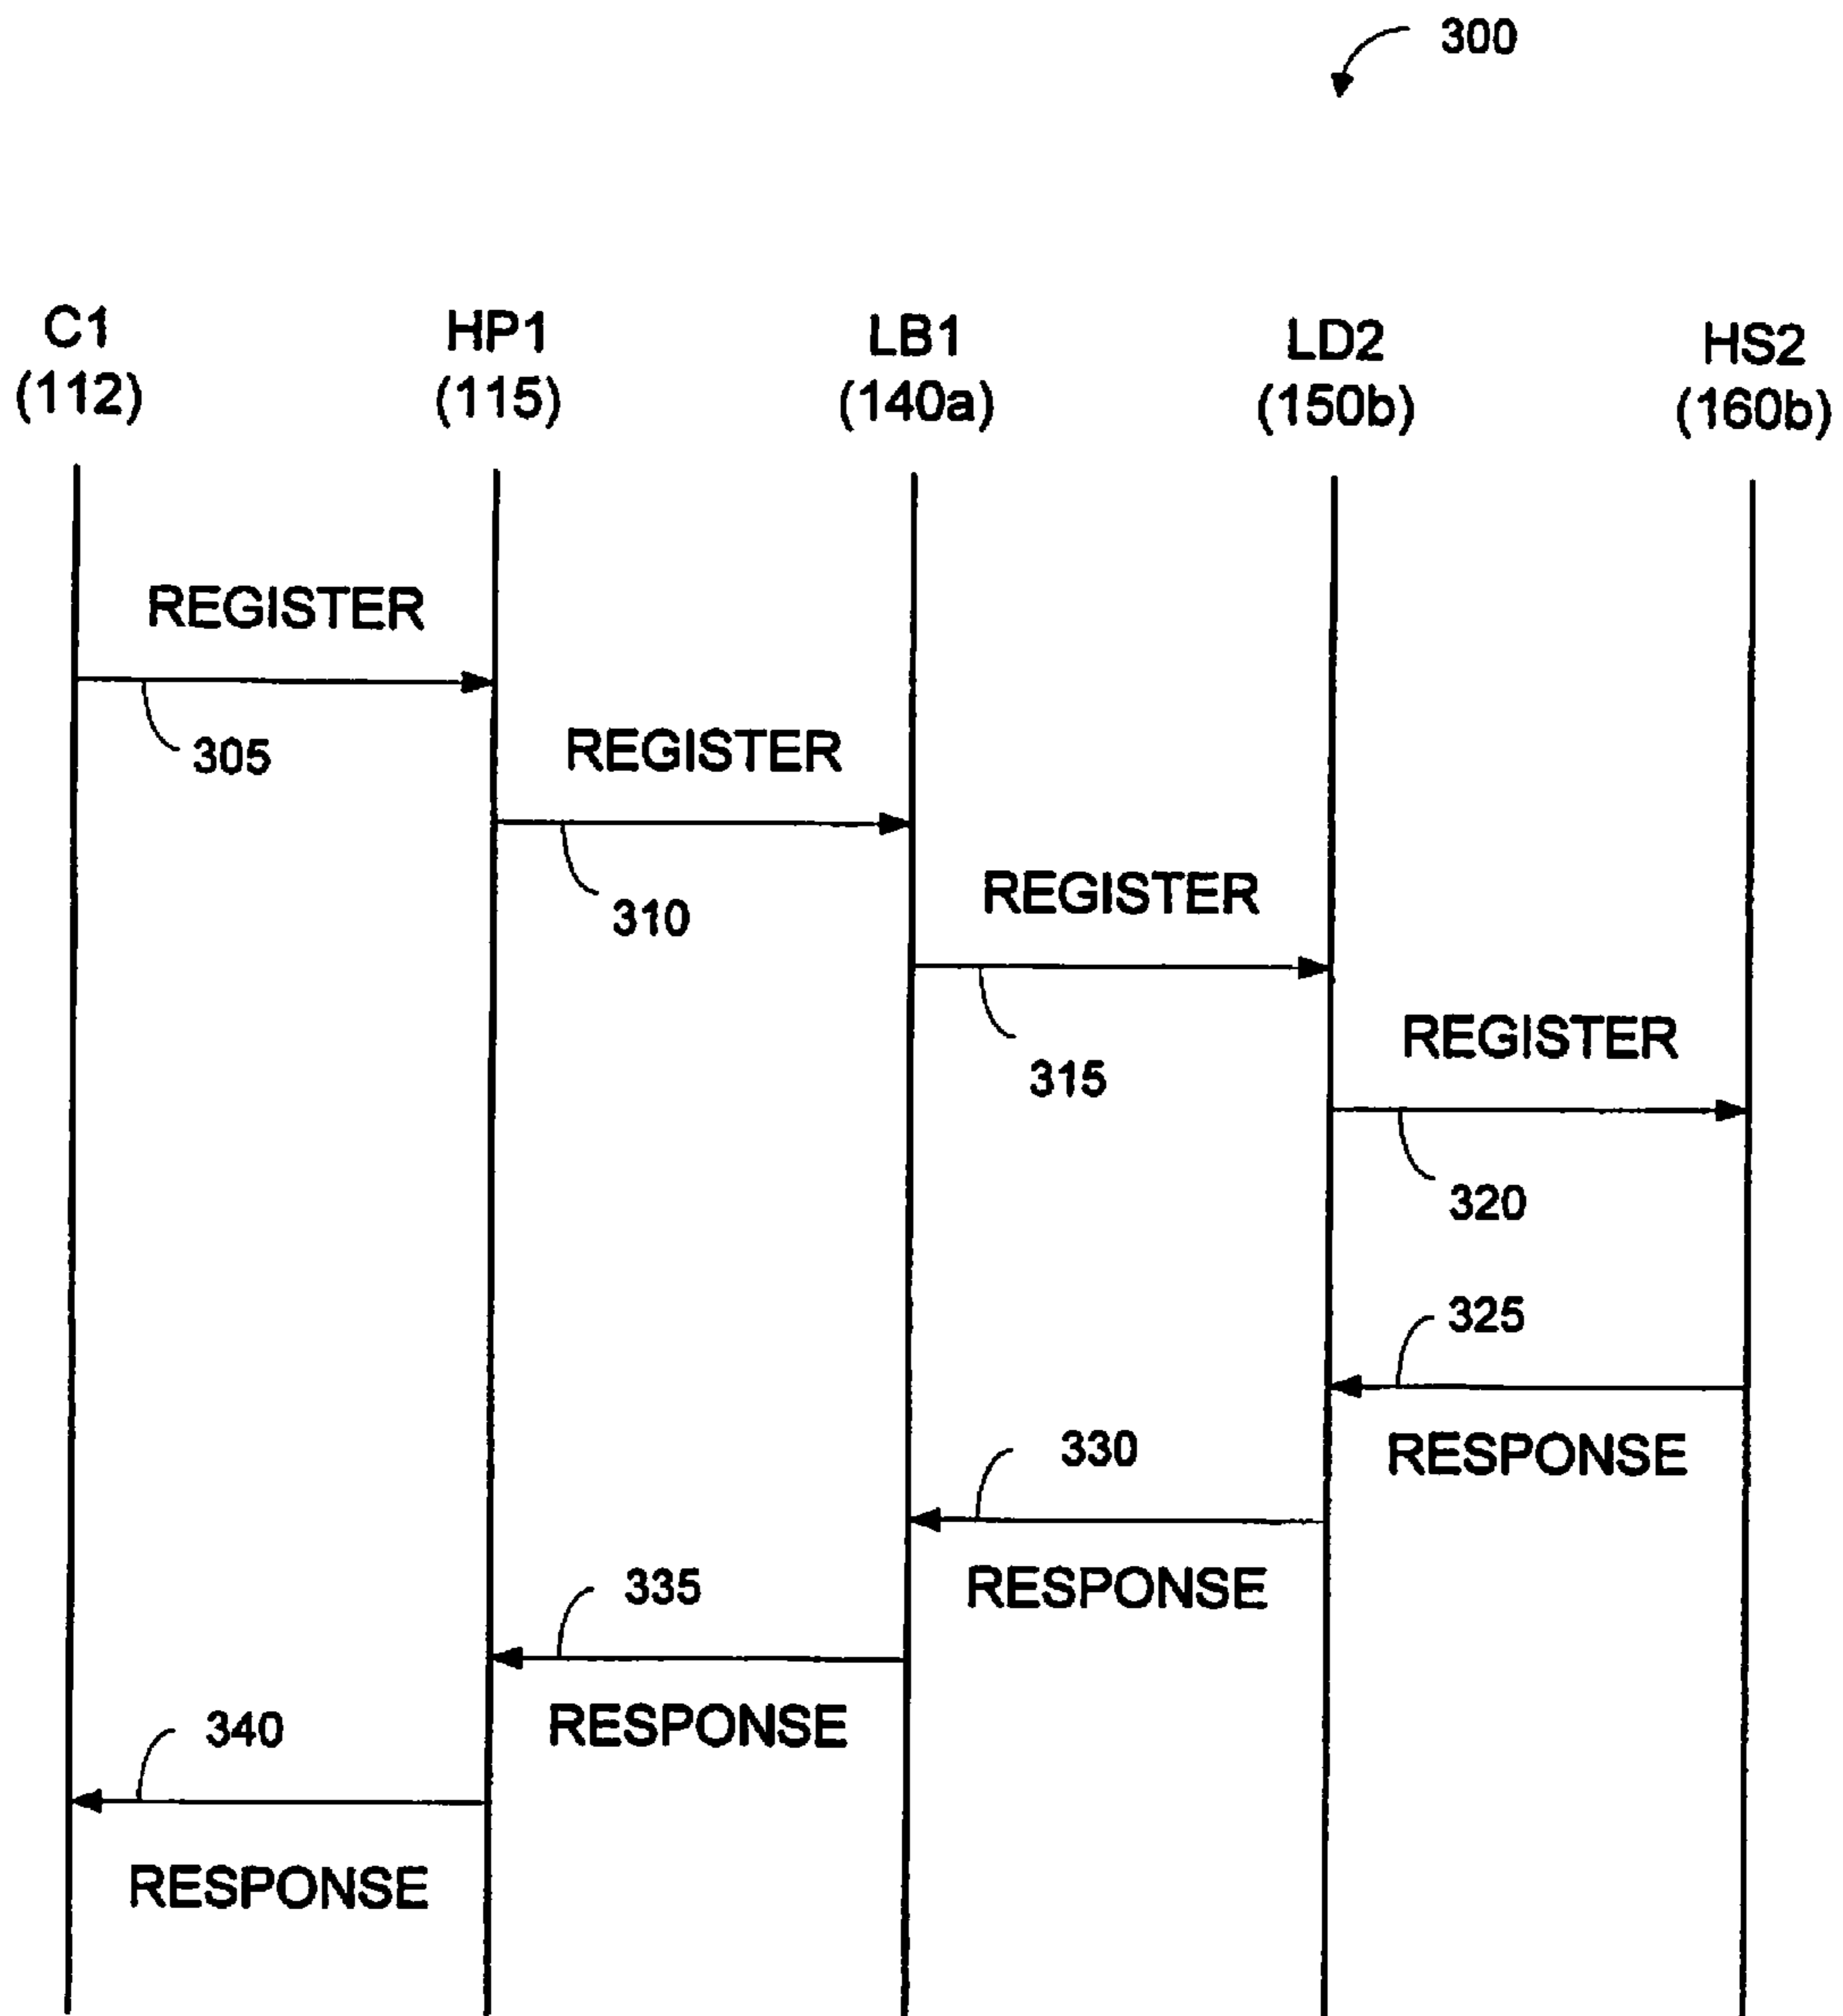 300
C1 HP1 LB1 LD2 HS2
(112) (115) (140a) (150b) (160b)
REGISTER
305
REGISTER
310
REGISTER
315
REGISTER
320
325
RESPONSE
330
RESPONSE
335
RESPONSE
340
RESPONSE